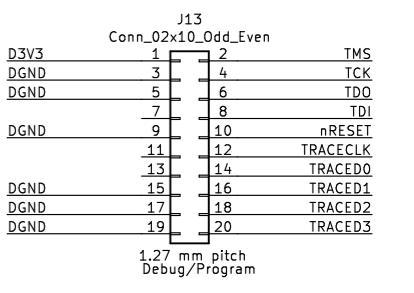 J13
Conn_02x10_Odd_Even
D3V3 1 2 TMS
DGND 3 4 TCK
DGND 5 6 TDO
7 8 TDI
DGND 9 10 nRESET
11 12 TRACECLK
13 14 TRACED0
DGND 15 16 TRACED1
DGND 17 18 TRACED2
DGND 19 20 TRACED3
1.27 mm pitch
Debug/Program